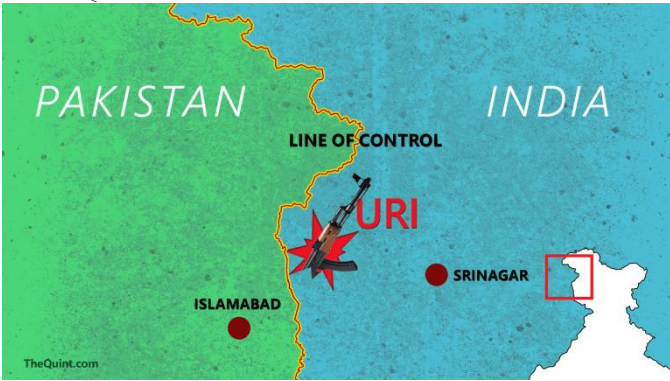 PAKISTAN
INDIA
LINE OF CONTROL
URI
SRINAGAR
ISLAMABAD
TheQuint.com